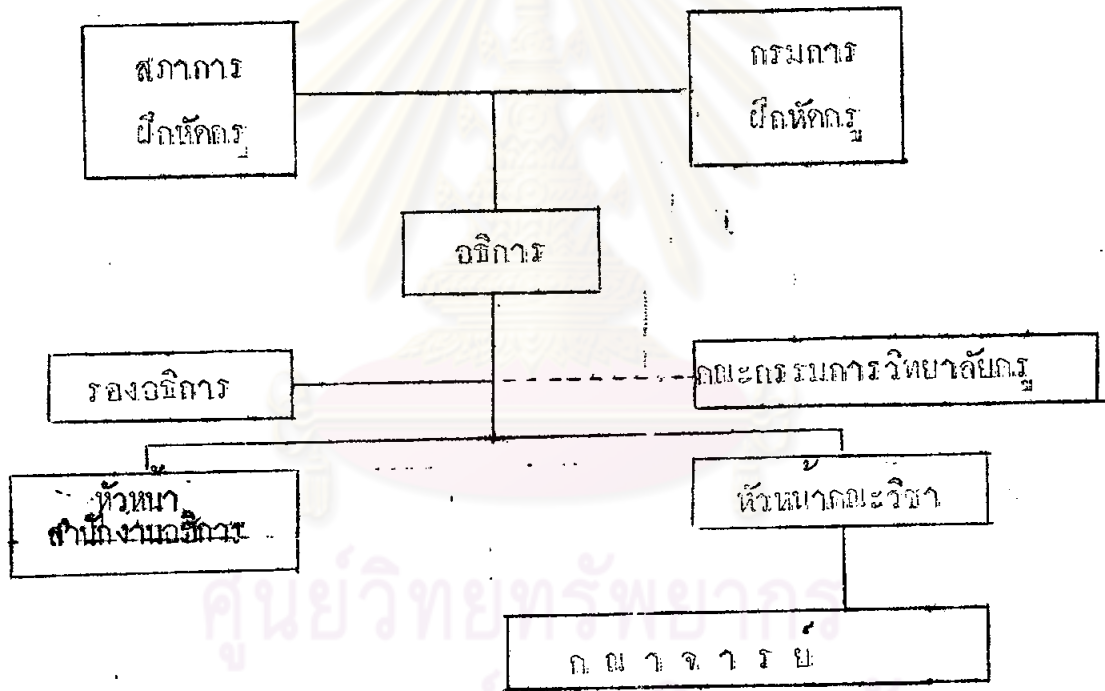 สภาการ
ฝึกหัดครู
กรมการ
ฝึกหัดครู
อธิการ
รองอธิการ
คณะกรรมการวิทยาลัยครู
หัวหน้า
สำนักงานอธิการ
หัวหน้าคณะวิชา
คณาจารย์
ศูนย์วิทยทรัพยากร